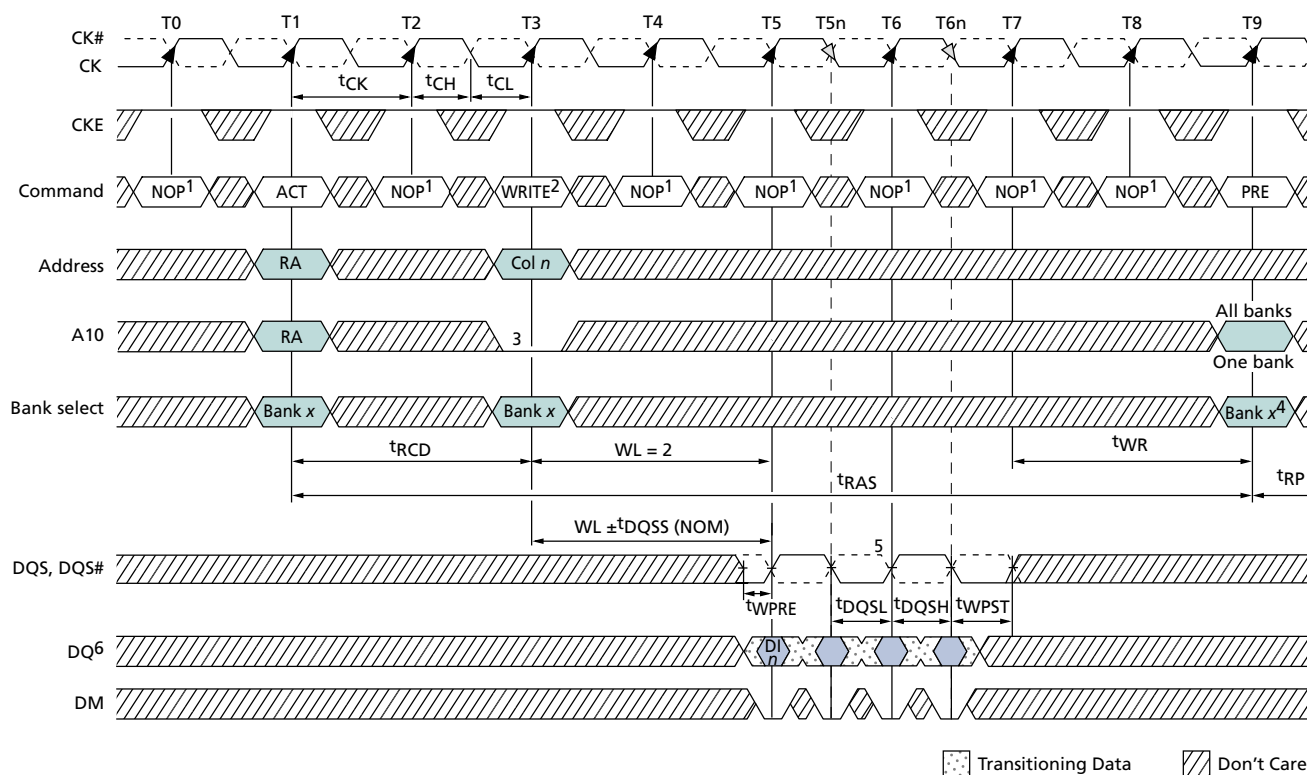 T0 T1 T2 T3 T4 T5 T5n T6 T6n T7 T8 T9
CK#
CK
tCK tCH tCL
CKE
Command NOP1 ACT NOP1 WRITE2 NOP1 NOP1 NOP1 NOP1 NOP1 PRE
Address RA Col n
All banks
A10 RA 3
One bank
Bank select Bank x Bank x Bank x4
tRCD WL = 2 tWR
tRAS tRP
WL ±tDQSS (NOM)
5
DQS, DQS#
tWPRE tDQSL tDQSH tWPST
DQ6 DI n
DM
Transitioning Data Don't Care